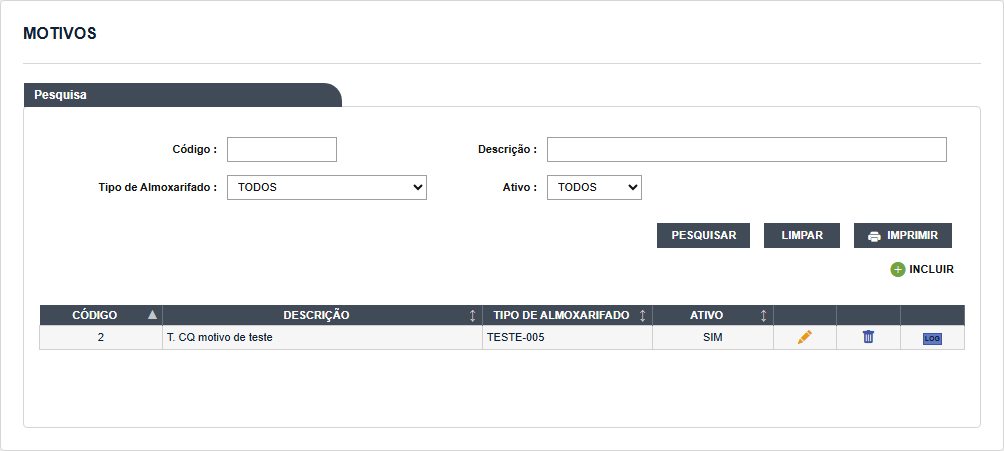 MOTIVOS
Pesquisa
Código :
Descrição :
Tipo de Almoxarifado : TODOS
Ativo : TODOS
PESQUISAR LIMPAR IMPRIMIR
INCLUIR
CÓDIGO DESCRIÇÃO TIPO DE ALMOXARIFADO ATIVO
2 T. CQ motivo de teste TESTE-005 SIM LOG